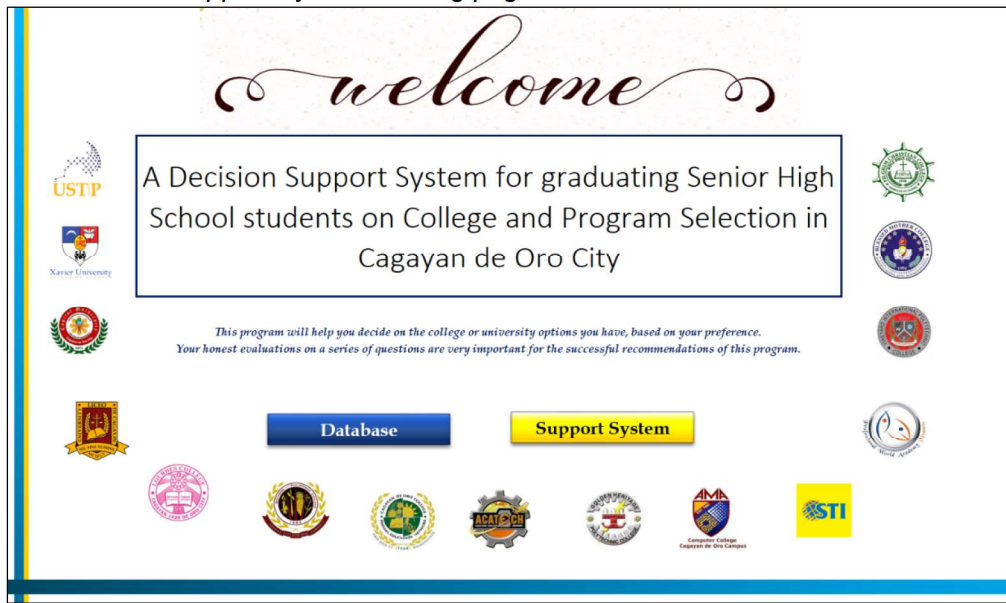 welcome
A Decision Support System for graduating Senior High
School students on College and Program Selection in
Cagayan de Oro City
USTP
Xavier University
This program will help you decide on the college or university options you have, based on your preference.
Your honest evaluations on a series of questions are very important for the successful recommendations of this program.
Database
Support System
ACATECH
AMA
Computer College
Cagayan de Oro Campus
STI